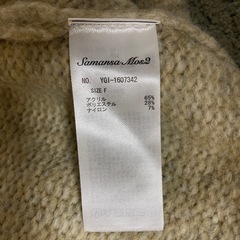 Samansa Mos2
NO. YGI-1607342
SIZE F
アクリル 65%
ポリエステル 28%
ナイロン 7%